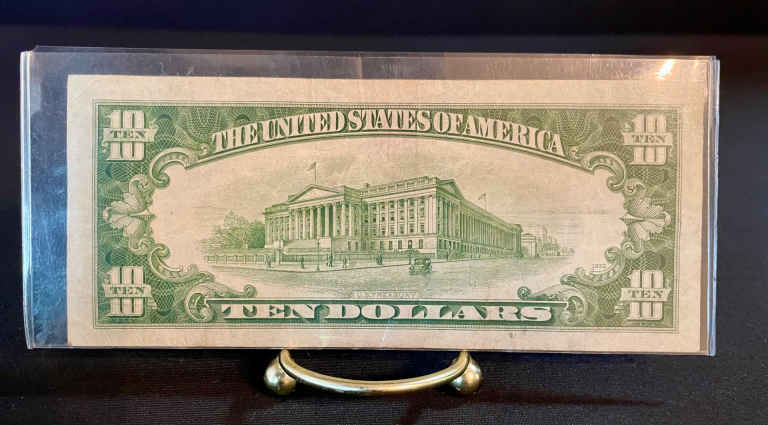 10 TEN 10
THE UNITED STATES OF AMERICA
10 TEN 10
10 TEN 10
U.S. TREASURY
10 TEN 10
TEN DOLLARS